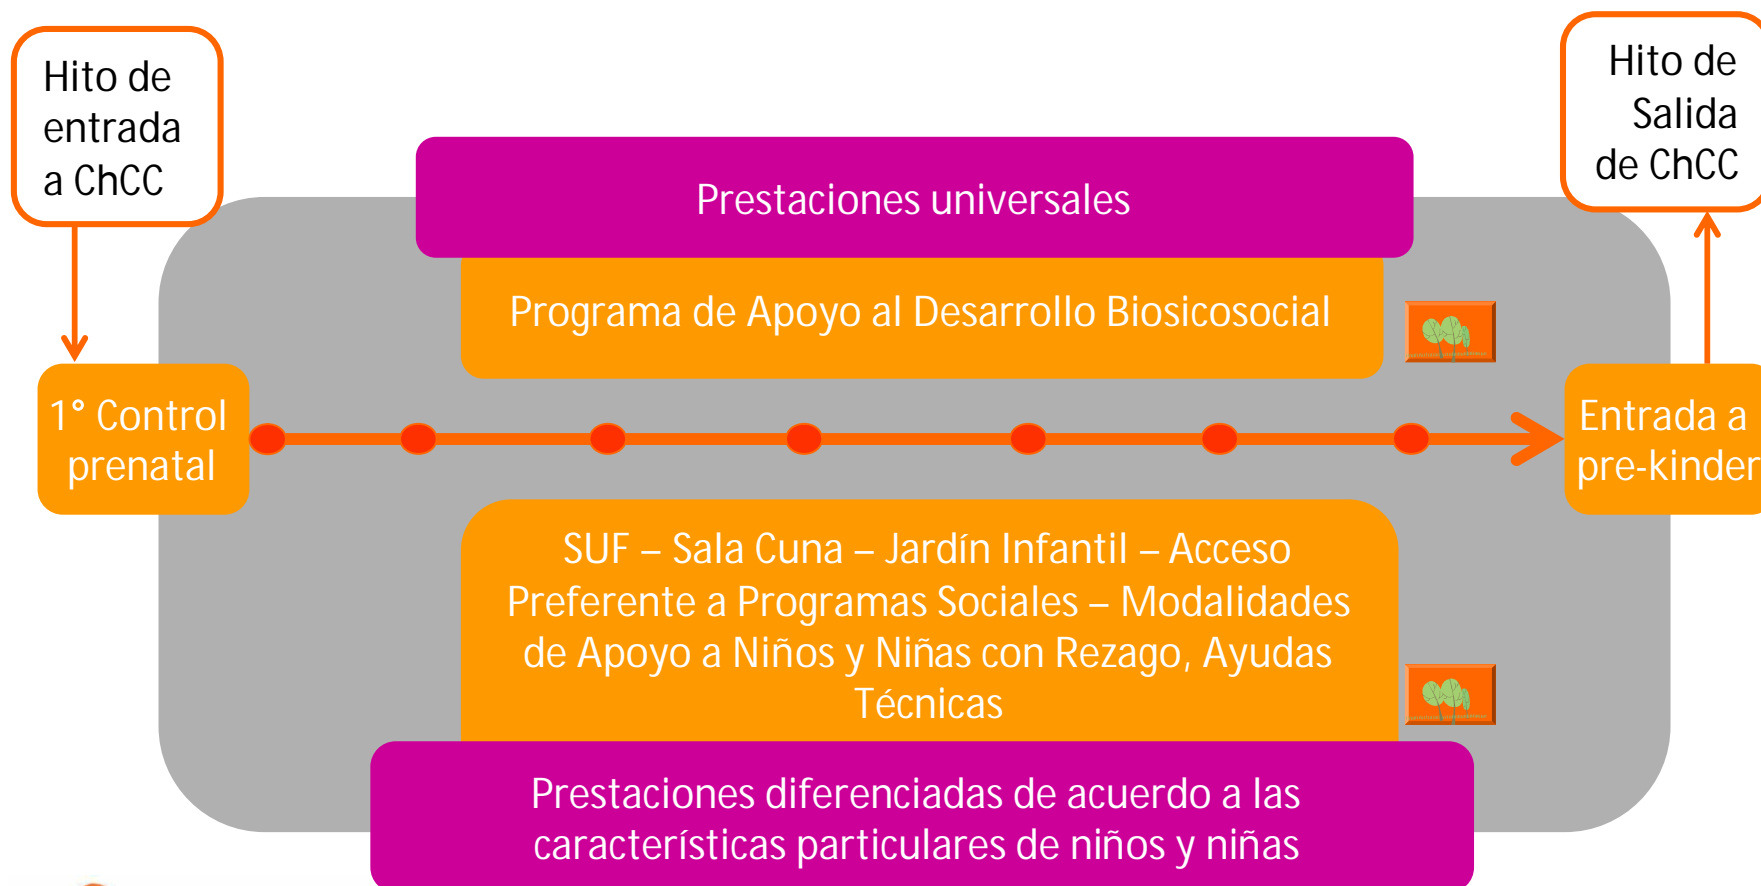 Hito de
entrada
a ChCC
Hito de
Salida
de ChCC
Prestaciones universales
Programa de Apoyo al Desarrollo Biosicosocial
1° Control
prenatal
Entrada a
pre-kinder
SUF – Sala Cuna – Jardín Infantil – Acceso
Preferente a Programas Sociales – Modalidades
de Apoyo a Niños y Niñas con Rezago, Ayudas
Técnicas
Prestaciones diferenciadas de acuerdo a las
características particulares de niños y niñas